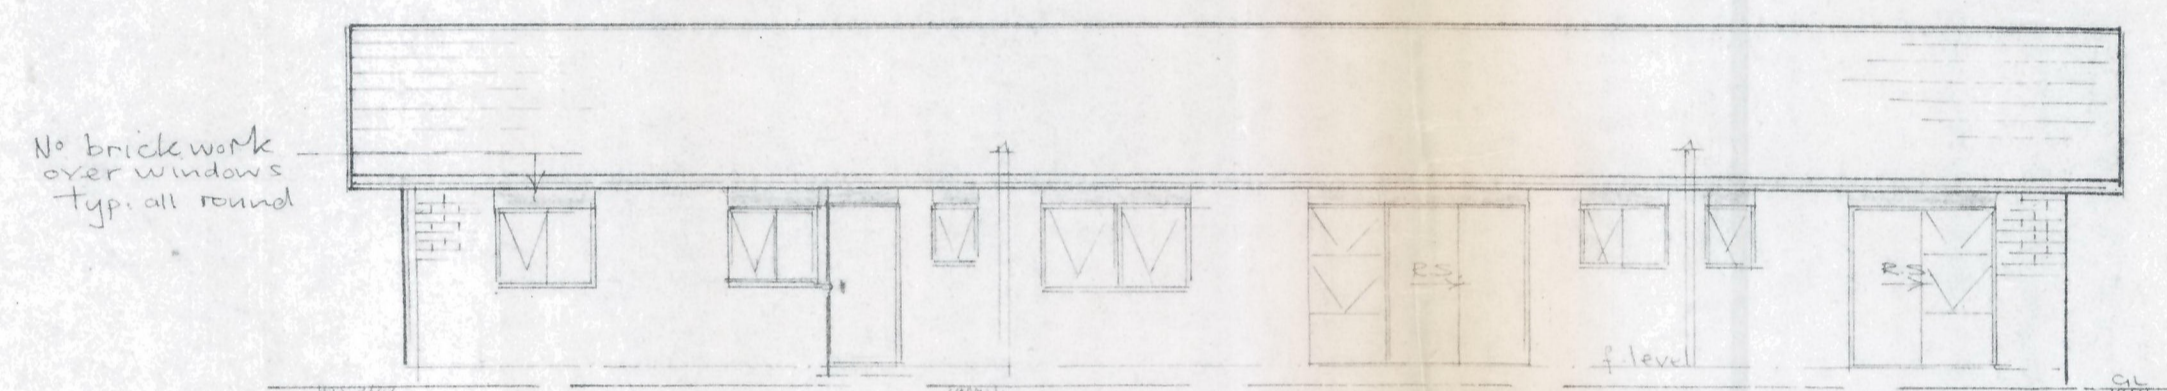 No brickwork
over windows
typ. all round
R.S.
R.S.
f. level
GL